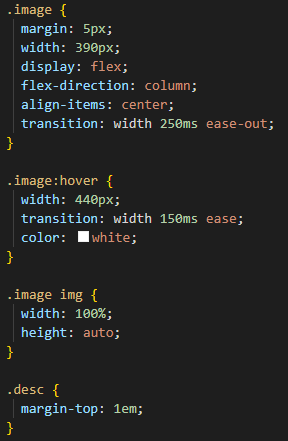 .image {
margin: 5px;
width: 390px;
display: flex;
flex-direction: column;
align-items: center;
transition: width 250ms ease-out;
}
.image:hover {
width: 440px;
transition: width 150ms ease;
color: white;
}
.image img {
width: 100%;
height: auto;
}
.desc {
margin-top: 1em;
}